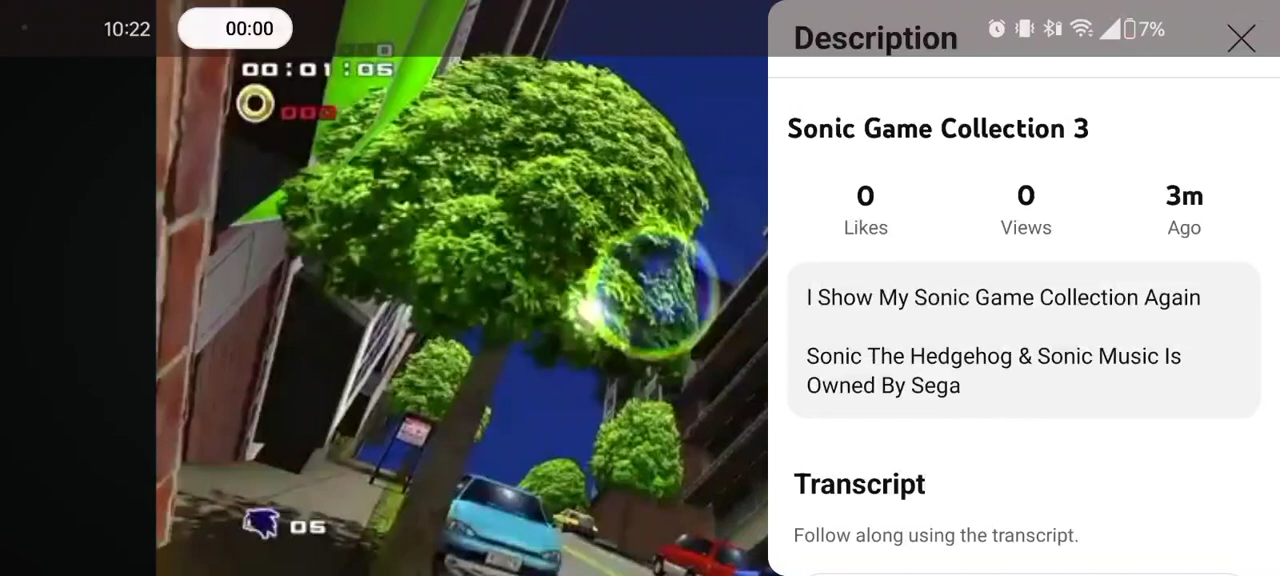 10:22
00:00
7%
Description
0
00:01:05
000
05
Sonic Game Collection 3
0
0
3m
Likes
Views
Ago
I Show My Sonic Game Collection Again
Sonic The Hedgehog & Sonic Music Is
Owned By Sega
Transcript
Follow along using the transcript.